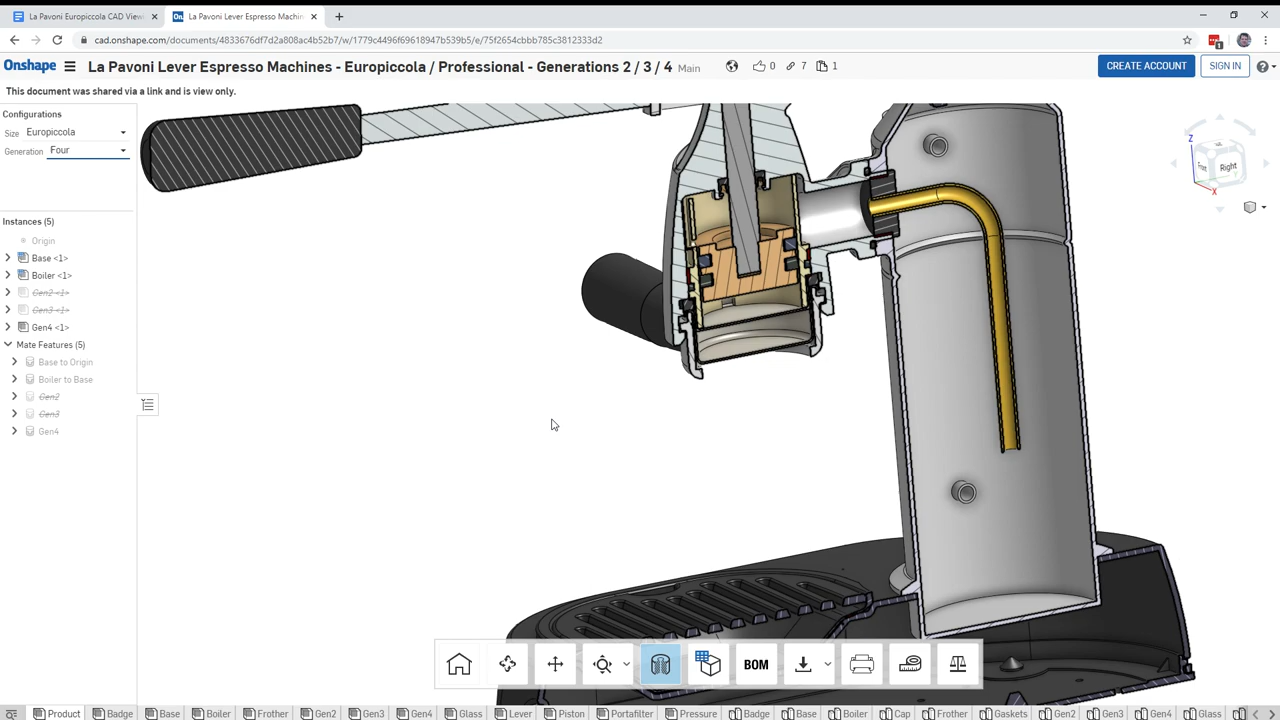 La Pavoni Europiccola CAD View
La Pavoni Lever Espresso Machin
cad.onshape.com/documents/4833676df7d2a808ac4b52b7/w/1779c4496f69618947b539b5/e/75f2654cbbb785c3812333d2
1
Onshape
La Pavoni Lever Espresso Machines - Europiccola / Professional - Generations 2 / 3 / 4 Main
0
7
1
CREATE ACCOUNT
SIGN IN
This document was shared via a link and is view only.
Configurations
Size Europiccola
Generation Four
Instances (5)
Origin
Base <1>
Boiler <1>
Gen2 <1>
Gen3 <1>
Gen4 <1>
Mate Features (5)
Base to Origin
Boiler to Base
Gen2
Gen3
Gen4
Z
Front
Right
X
BOM
Product Badge Base Boiler Frother Gen2 Gen3 Gen4 Glass Lever Piston Portafilter Pressure Badge Base Boiler Cap Frother Gaskets Gen2 Gen3 Gen4 Glass